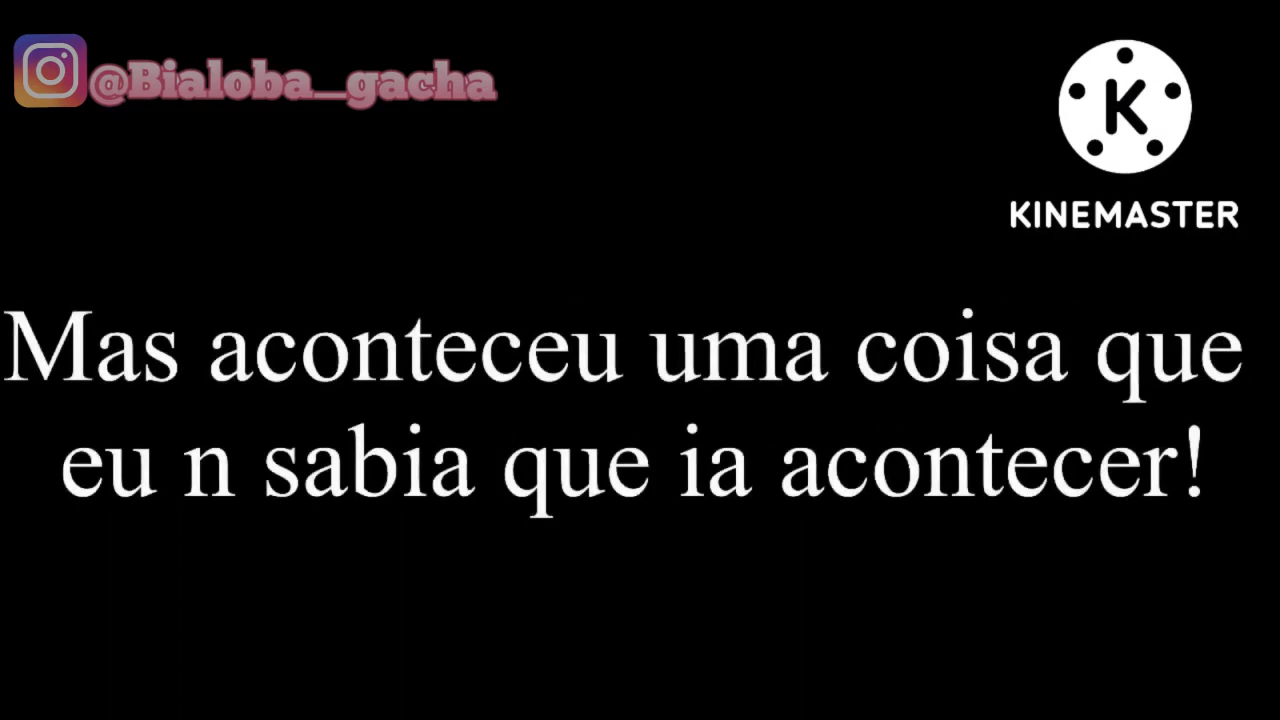 @Bialoba_gacha
K
KINEMASTER
Mas aconteceu uma coisa que
eu n sabia que ia acontecer!